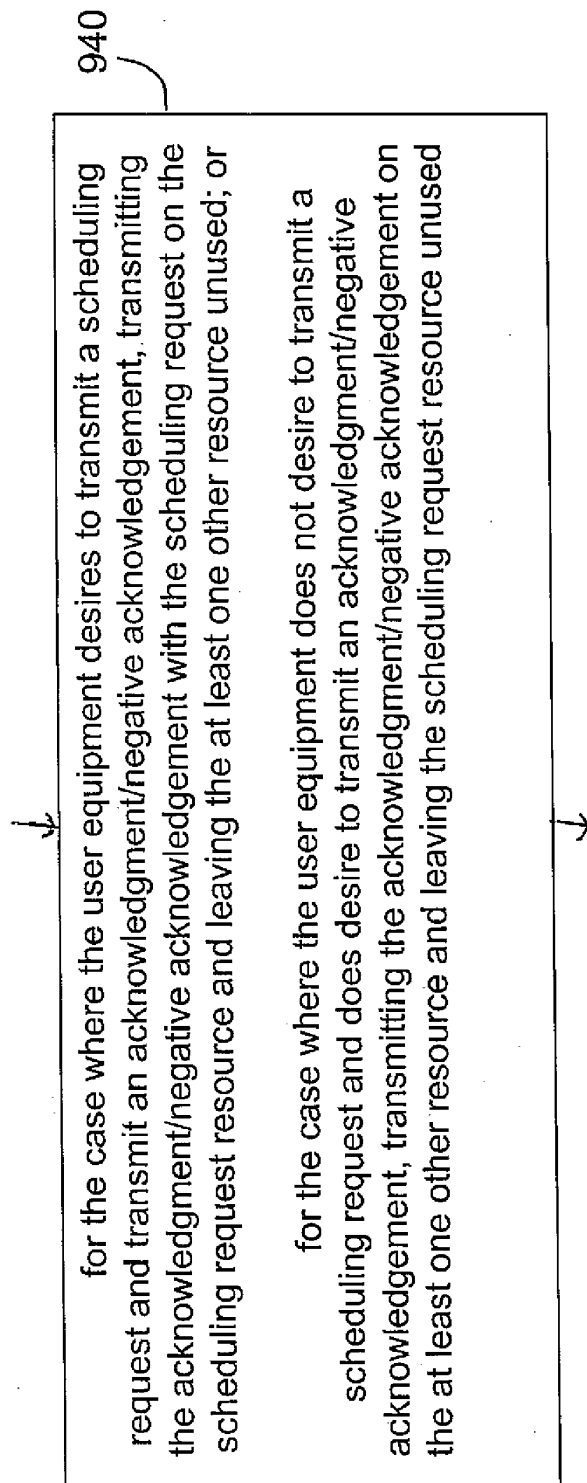 940
for the case where the user equipment desires to transmit a scheduling
request and transmit an acknowledgment/negative acknowledgement, transmitting
the acknowledgment/negative acknowledgement with the scheduling request on the
scheduling request resource and leaving the at least one other resource unused; or
for the case where the user equipment does not desire to transmit a
scheduling request and does desire to transmit an acknowledgment/negative
acknowledgement, transmitting the acknowledgment/negative acknowledgement on
the at least one other resource and leaving the scheduling request resource unused